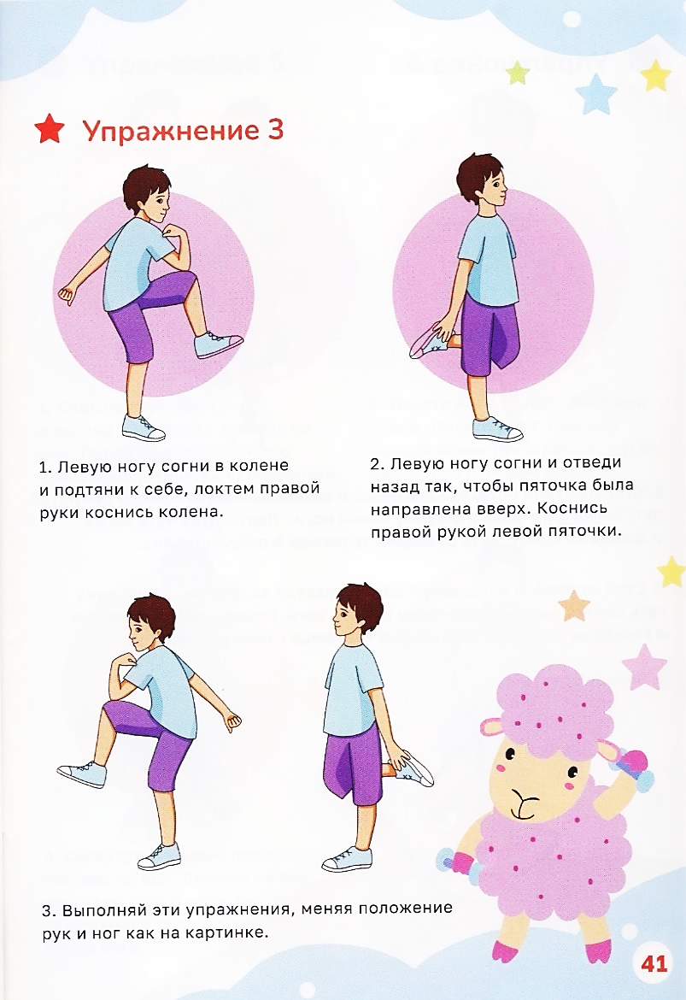 Упражнение 3
1. Левую ногу согни в колене
и подтяни к себе, локтем правой
руки коснись колена.
2. Левую ногу согни и отведи
назад так, чтобы пяточка была
направлена вверх. Коснись
правой рукой левой пяточки.
3. Выполняй эти упражнения, меняя положение
рук и ног как на картинке.
41